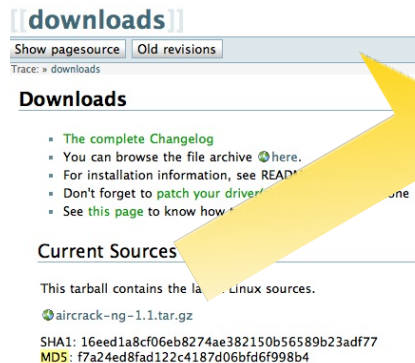 [[downloads]]
Show pagesource Old revisions
Trace: » downloads
Downloads
The complete Changelog
You can browse the file archive here.
For installation information, see
Don't forget to patch your one
See this page to know how
Current Sources
This tarball contains the Linux sources.
aircrack-ng-1.1.tar.gz
SHA1: 16eed1a8cf06eb8274ae382150b56589b23adf77
MD5: f7a24ed8fad122c4187d06bfd6f998b4